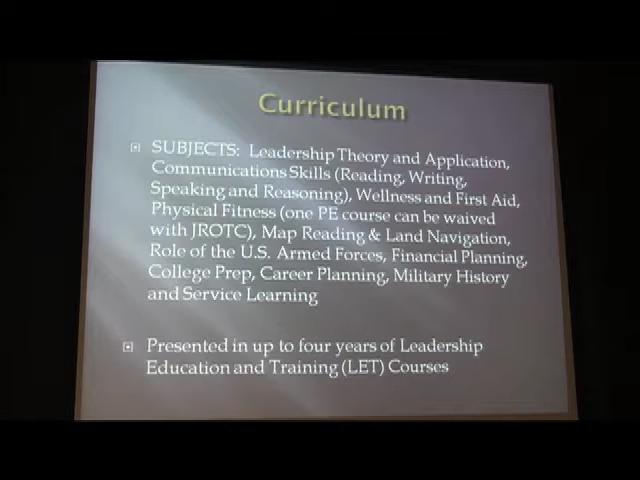 Curriculum
SUBJECTS: Leadership Theory and Application,
Communications Skills (Reading, Writing,
Speaking and Reasoning), Wellness and First Aid,
Physical Fitness (one PE course can be waived
with JROTC), Map Reading & Land Navigation,
Role of the U.S. Armed Forces, Financial Planning,
College Prep, Career Planning, Military History
and Service Learning
Presented in up to four years of Leadership
Education and Training (LET) Courses